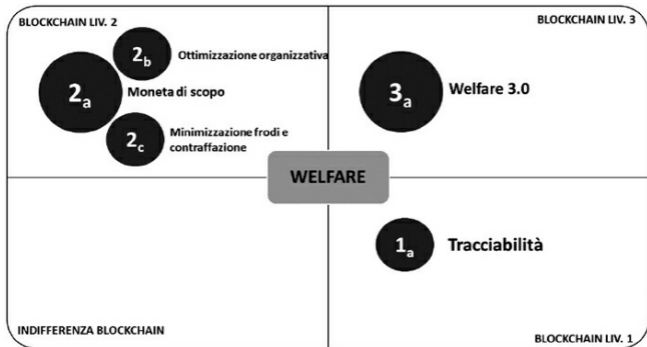 BLOCKCHAIN LIV. 2
BLOCKCHAIN LIV. 3
2b
Ottimizzazione organizzativa
2a
Moneta di scopo
3a
Welfare 3.0
2c
Minimizzazione frodi e
contraffazione
WELFARE
1a
Tracciabilità
INDIFFERENZA BLOCKCHAIN
BLOCKCHAIN LIV. 1